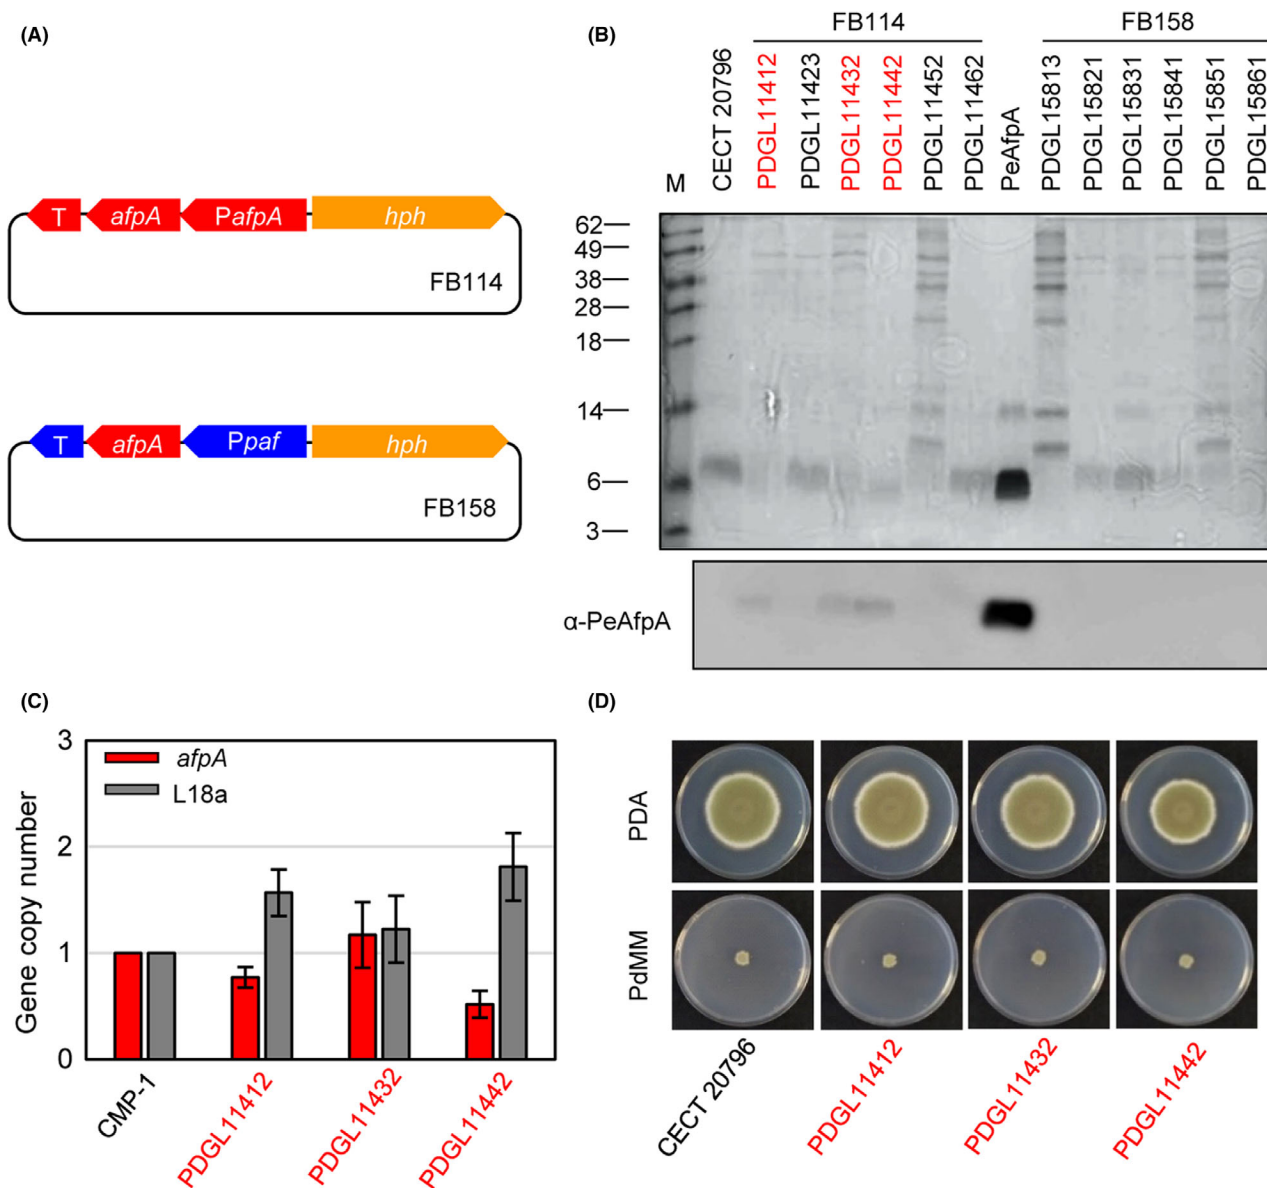 (A)
T afpA PafpA hph
FB114
T afpA Ppaf hph
FB158
(B)
FB114 FB158
M CECT 20796 PDGL11412 PDGL11423 PDGL11432 PDGL11442 PDGL11452 PDGL11462 PeAfpA PDGL15813 PDGL15821 PDGL15831 PDGL15841 PDGL15851 PDGL15861
62
49
38
28
18
14
6
3
α-PeAfpA
(C)
Gene copy number
3
2
1
0
afpA
L18a
CMP-1 PDGL11412 PDGL11432 PDGL11442
(D)
PDA
PdMM
CECT 20796 PDGL11412 PDGL11432 PDGL11442